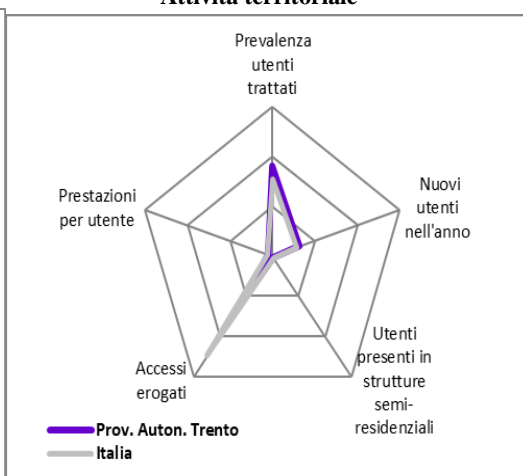 Attività territoriale
Prevalenza
utenti
trattati
Nuovi
utenti
nell'anno
Utenti
presenti in
strutture
semi-
residenziali
Accessi
erogati
Prestazioni
per utente
Prov. Auton. Trento
Italia